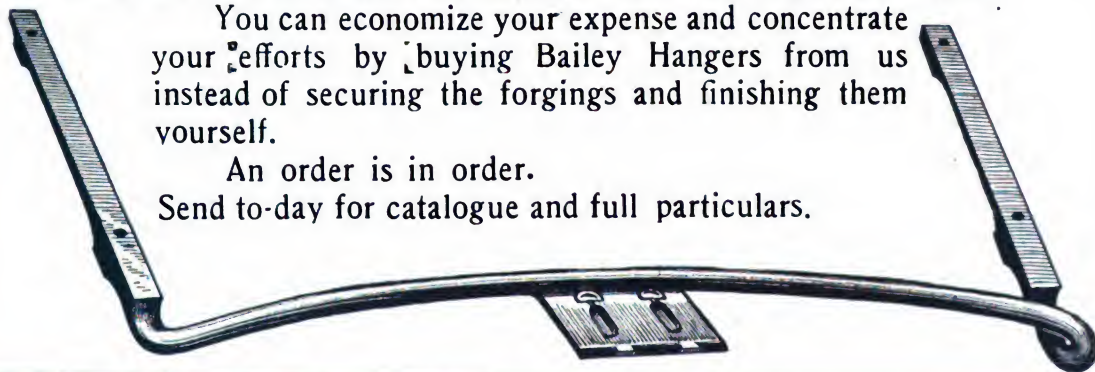 You can economize your expense and concentrate
your efforts by buying Bailey Hangers from us
instead of securing the forgings and finishing them
yourself.
An order is in order.
Send to-day for catalogue and full particulars.